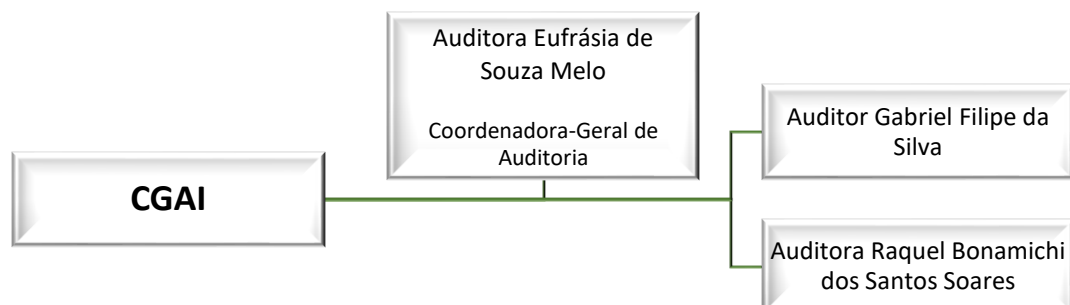 Auditora Eufrásia de
Souza Melo
Coordenadora-Geral de
Auditoria
CGAI
Auditor Gabriel Filipe da
Silva
Auditora Raquel Bonamichi
dos Santos Soares